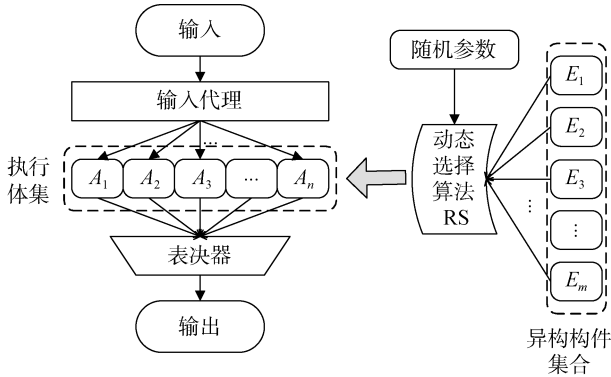 输入
输入代理
...
执行
体集
A1
A2
A3
...
An
表决器
输出
随机参数
动态
选择
算法
RS
E1
E2
E3
⋮
⋮
Em
异构构件
集合